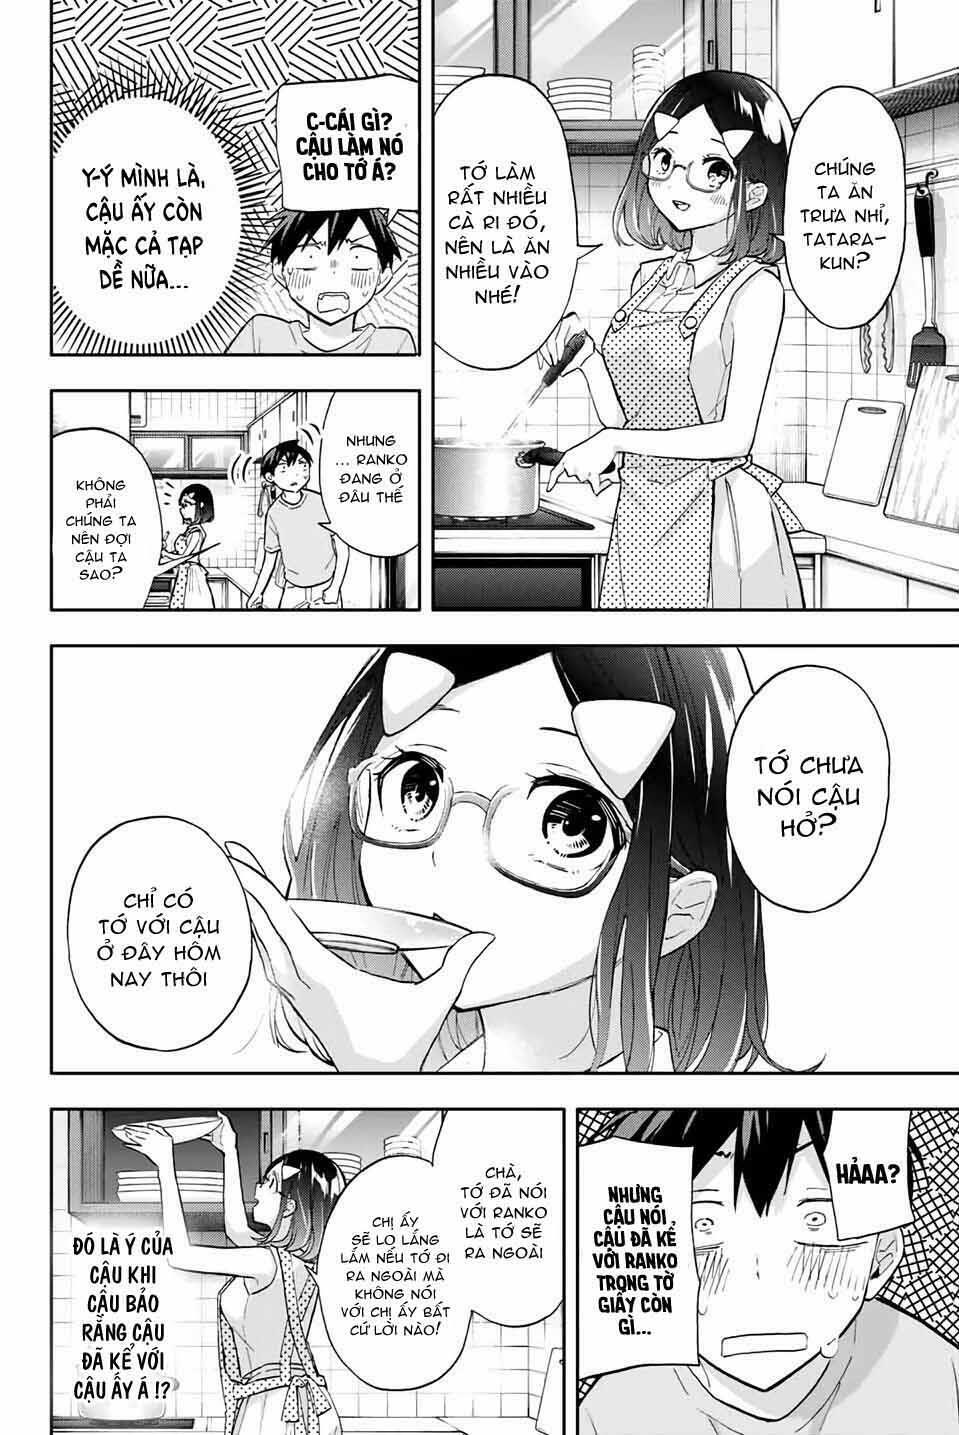 CHÚNG
TA ĂN
TRƯA NHỈ,
TATARA-
KUN?
TỚ LÀM
RẤT NHIỀU
CÀ RI ĐÓ,
NÊN LÀ ĂN
NHIỀU VÀO
NHÉ!
C-CÁI GÌ?
CẬU LÀM NÓ
CHO TỚ Á?
Y-Ý MÌNH LÀ,
CẬU ẤY CÒN
MẶC CẢ TẠP
DỀ NỮA...
NHƯNG
... RANKO
ĐANG Ở
ĐÂU THẾ
KHÔNG
PHẢI
CHÚNG TA
NÊN ĐỢI
CẬU TA
SAO?
TỚ CHƯA
NÓI CẬU
HỞ?
CHỈ CÓ
TỚ VỚI CẬU
Ở ĐÂY HÔM
NAY THÔI
HẢAA?
NHƯNG
CẬU NÓI
CẬU ĐÃ KỂ
VỚI RANKO
TRONG TỜ
GIẤY CÒN
GÌ...
CHÀ,
TỚ ĐÃ NÓI
VỚI RANKO
LÀ TỚ SẼ
RA NGOÀI
CHỊ ẤY
SẼ LO LẮNG
LẮM NẾU TỚ ĐI
RA NGOÀI MÀ
KHÔNG NÓI
VỚI CHỊ ẤY BẤT
CỨ LỜI NÀO!
ĐÓ LÀ Ý CỦA
CẬU KHI
CẬU BẢO
RẰNG CẬU
ĐÃ KỂ VỚI
CẬU ẤY Á !?